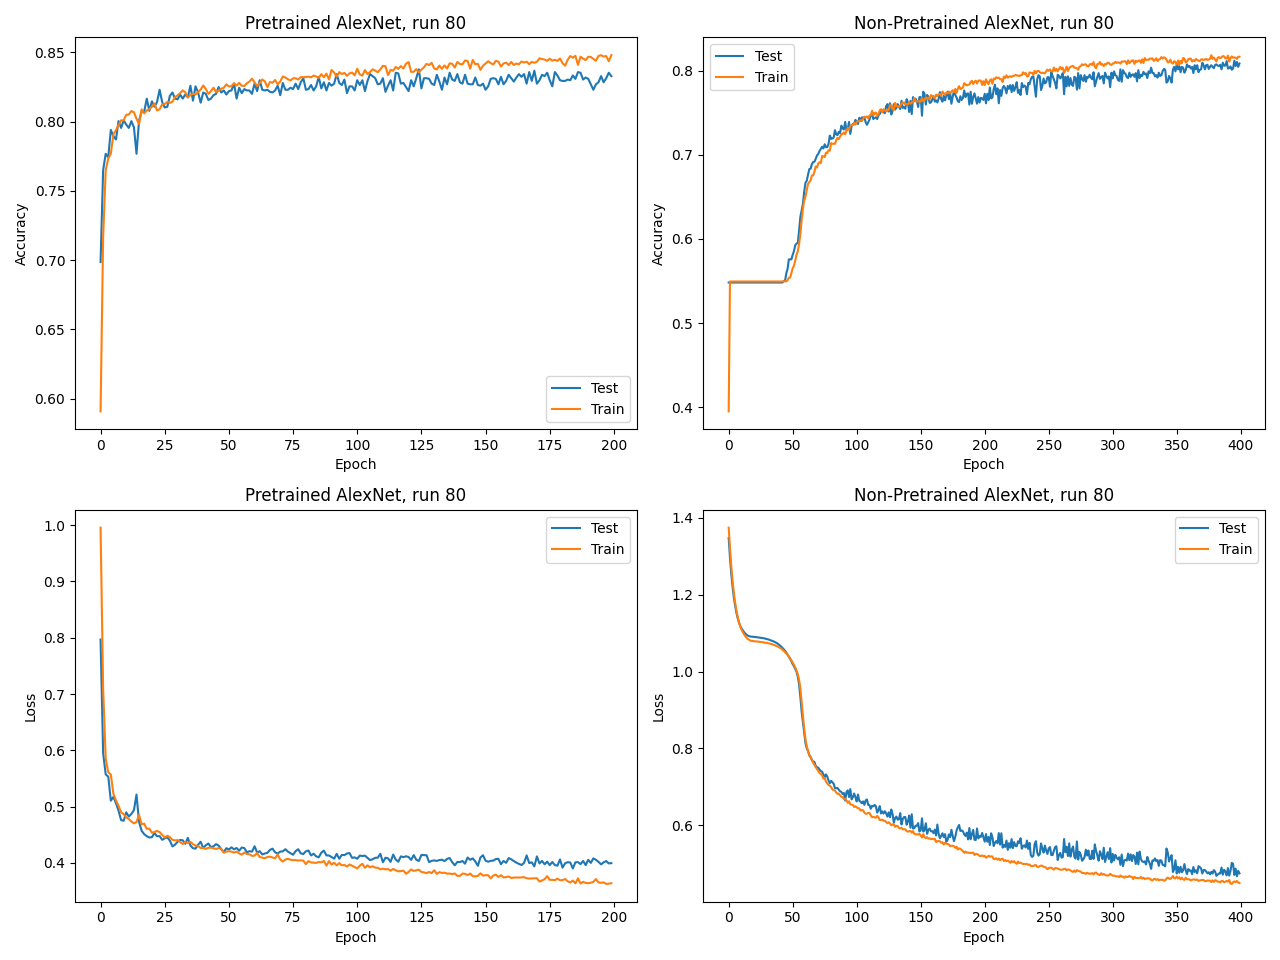 Pretrained AlexNet, run 80
0.85
0.80
0.75
0.70
0.65
0.60
Accuracy
0 25 50 75 100 125 150 175 200
Epoch
Test
Train
Non-Pretrained AlexNet, run 80
0.8
0.7
0.6
0.5
0.4
Accuracy
0 50 100 150 200 250 300 350 400
Epoch
Test
Train
Pretrained AlexNet, run 80
1.0
0.9
0.8
0.7
0.6
0.5
0.4
Loss
0 25 50 75 100 125 150 175 200
Epoch
Test
Train
Non-Pretrained AlexNet, run 80
1.4
1.2
1.0
0.8
0.6
Loss
0 50 100 150 200 250 300 350 400
Epoch
Test
Train